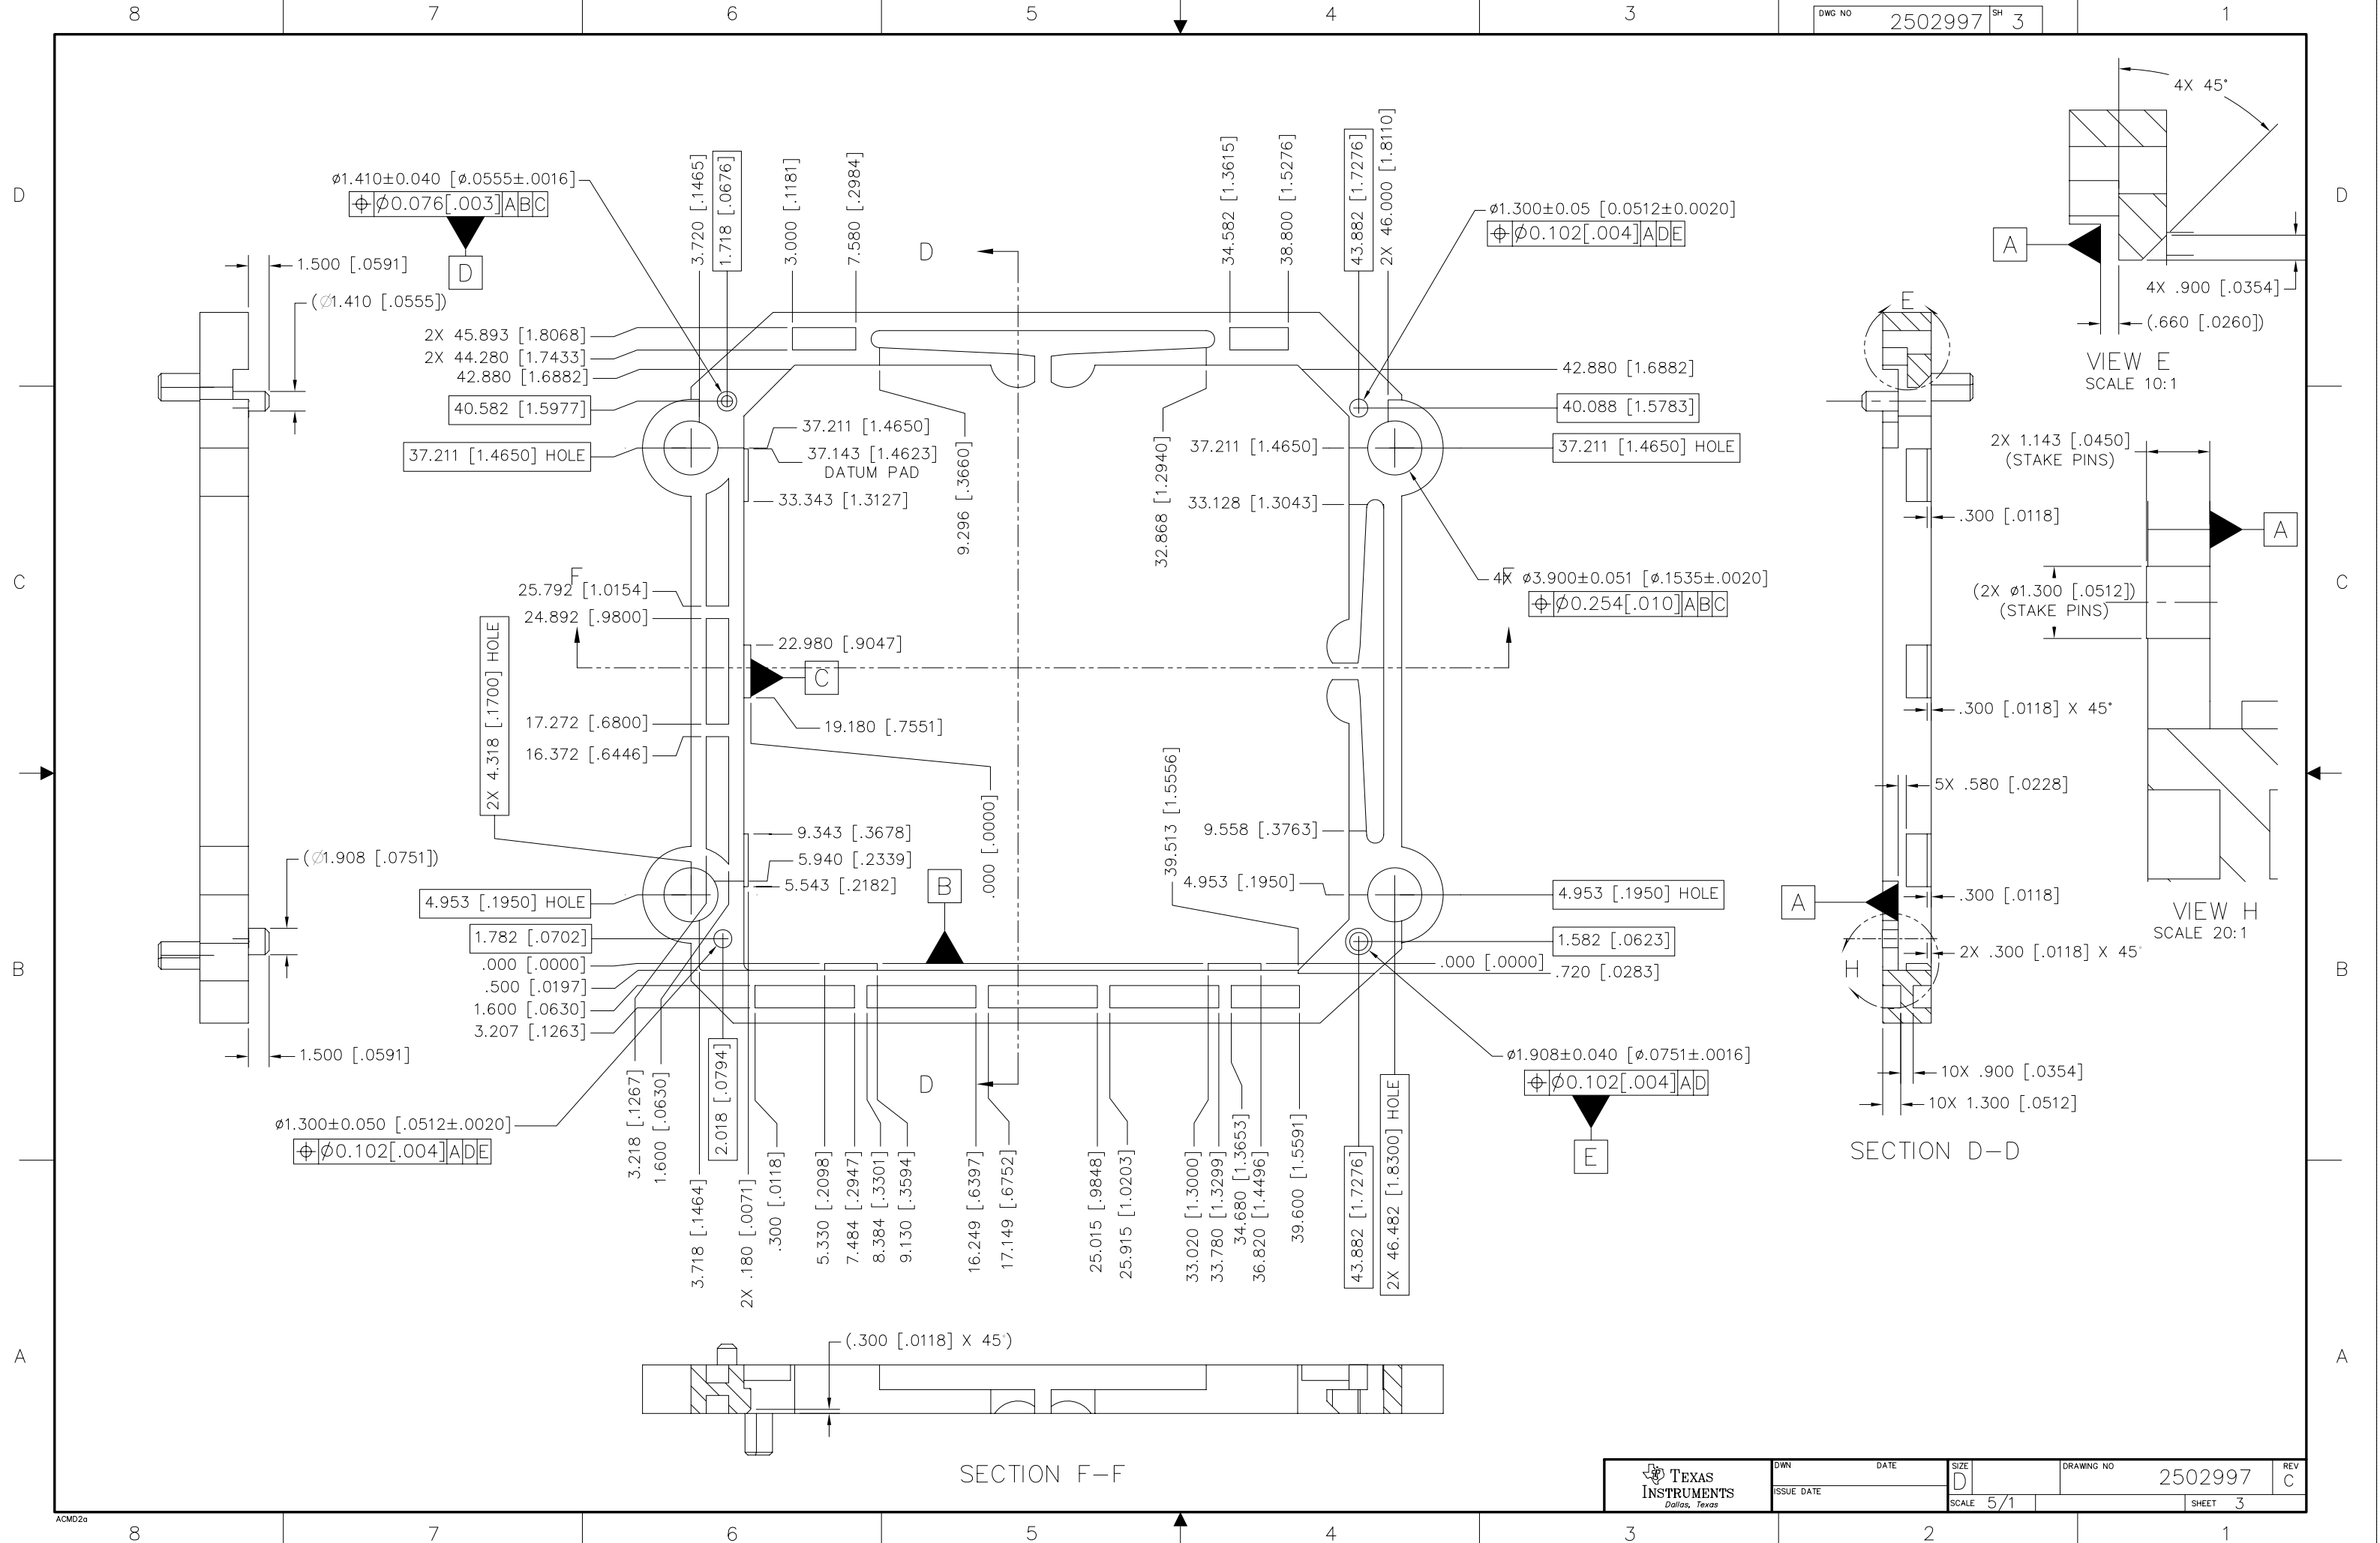 8 7 6 5 4 3 1
DWG NO 2502997 SH 3
D
C
B
A
D
C
B
A
ø1.410±0.040 [ø.0555±.0016]
⌖ Ø0.076[.003] A B C
D
1.500 [.0591]
(Ø1.410 [.0555])
2X 45.893 [1.8068]
2X 44.280 [1.7433]
42.880 [1.6882]
40.582 [1.5977]
37.211 [1.4650] HOLE
3.720 [.1465]
1.718 [.0676]
3.000 [.1181]
7.580 [.2984]
D
34.582 [1.3615]
38.800 [1.5276]
43.882 [1.7276]
2X 46.000 [1.8110]
ø1.300±0.05 [0.0512±0.0020]
⌖ Ø0.102[.004] A D E
42.880 [1.6882]
40.088 [1.5783]
37.211 [1.4650]
37.211 [1.4650] HOLE
37.211 [1.4650]
37.143 [1.4623]
DATUM PAD
33.343 [1.3127]
9.296 [.3660]
32.868 [1.2940]
33.128 [1.3043]
4X ø3.900±0.051 [ø.1535±.0020]
⌖ Ø0.254[.010] A B C
F
F
25.792 [1.0154]
24.892 [.9800]
22.980 [.9047]
C
2X 4.318 [.1700] HOLE
17.272 [.6800]
16.372 [.6446]
19.180 [.7551]
.000 [.0000]
39.513 [1.5556]
9.343 [.3678]
5.940 [.2339]
5.543 [.2182]
9.558 [.3763]
4.953 [.1950]
4.953 [.1950] HOLE
B
(Ø1.908 [.0751])
4.953 [.1950] HOLE
1.782 [.0702]
.000 [.0000]
.500 [.0197]
1.600 [.0630]
3.207 [.1263]
1.500 [.0591]
1.582 [.0623]
.000 [.0000]
.720 [.0283]
ø1.908±0.040 [ø.0751±.0016]
⌖ Ø0.102[.004] A D
E
ø1.300±0.050 [.0512±.0020]
⌖ Ø0.102[.004] A D E
D
3.218 [.1267]
1.600 [.0630]
3.718 [.1464]
2.018 [.0794]
2X .180 [.0071]
.300 [.0118]
5.330 [.2098]
7.484 [.2947]
8.384 [.3301]
9.130 [.3594]
16.249 [.6397]
17.149 [.6752]
25.015 [.9848]
25.915 [1.0203]
33.020 [1.3000]
33.780 [1.3299]
34.680 [1.3653]
36.820 [1.4496]
39.600 [1.5591]
43.882 [1.7276]
2X 46.482 [1.8300] HOLE
(.300 [.0118] X 45°)
SECTION F-F
4X 45°
A
4X .900 [.0354]
(.660 [.0260])
VIEW E
SCALE 10:1
E
2X 1.143 [.0450]
(STAKE PINS)
.300 [.0118]
A
(2X ø1.300 [.0512])
(STAKE PINS)
.300 [.0118] X 45°
5X .580 [.0228]
.300 [.0118]
A
VIEW H
SCALE 20:1
H
2X .300 [.0118] X 45°
10X .900 [.0354]
10X 1.300 [.0512]
SECTION D-D
TEXAS
INSTRUMENTS
Dallas, Texas
DWN DATE
ISSUE DATE
SIZE
D
DRAWING NO
2502997
REV
C
SCALE 5/1
SHEET 3
ACMD2a
8 7 6 5 4 3 2 1